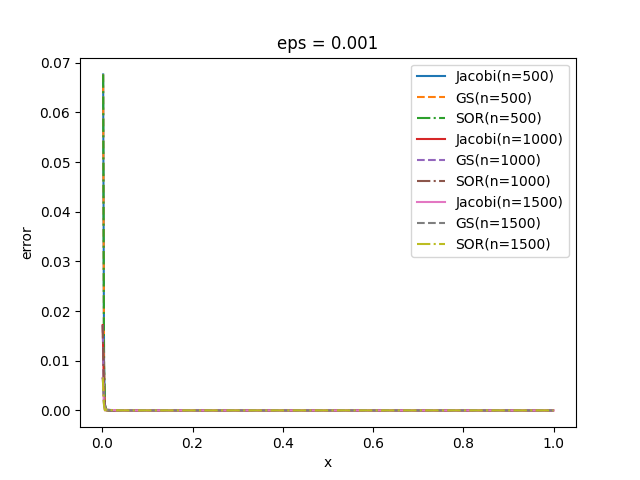 eps = 0.001
error
0.07
0.06
0.05
0.04
0.03
0.02
0.01
0.00
Jacobi(n=500)
GS(n=500)
SOR(n=500)
Jacobi(n=1000)
GS(n=1000)
SOR(n=1000)
Jacobi(n=1500)
GS(n=1500)
SOR(n=1500)
0.0 0.2 0.4 0.6 0.8 1.0
x